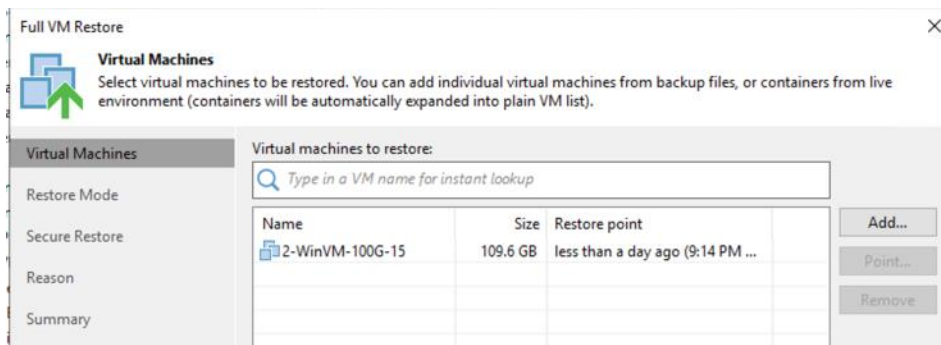 Full VM Restore
Virtual Machines
Select virtual machines to be restored. You can add individual virtual machines from backup files, or containers from live
environment (containers will be automatically expanded into plain VM list).
Virtual Machines
Restore Mode
Secure Restore
Reason
Summary
Virtual machines to restore:
Type in a VM name for instant lookup
Name Size Restore point
2-WinVM-100G-15 109.6 GB less than a day ago (9:14 PM ...
Add...
Point...
Remove